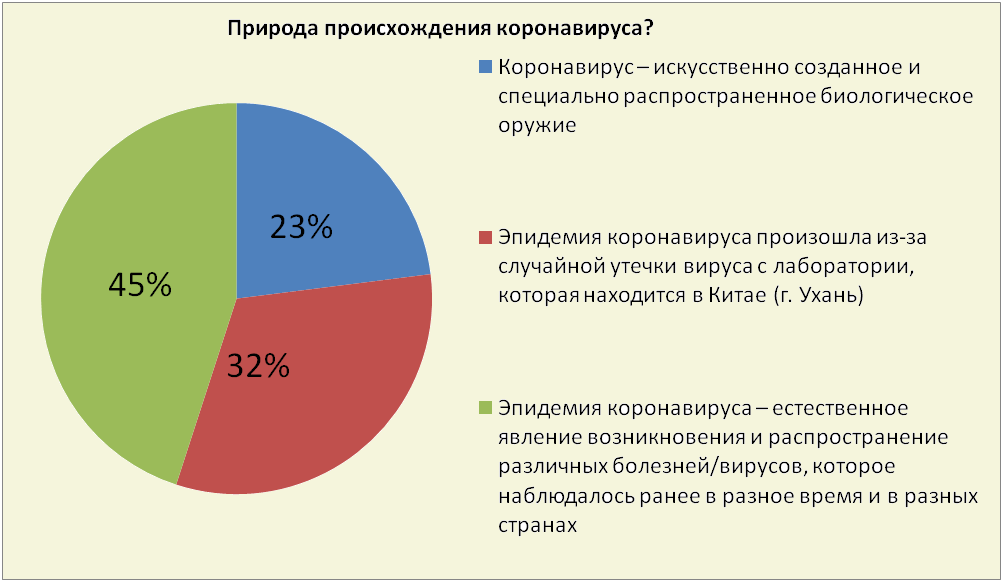 Природа происхождения коронавируса?
Коронавирус – искусственно созданное и
специально распространенное биологическое
оружие
23%
Эпидемия коронавируса произошла из-за
случайной утечки вируса с лаборатории,
которая находится в Китае (г. Ухань)
45%
32%
Эпидемия коронавируса – естественное
явление возникновения и распространение
различных болезней/вирусов, которое
наблюдалось ранее в разное время и в разных
странах